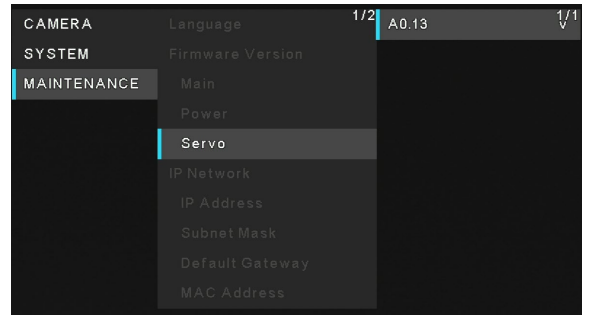 CAMERA
SYSTEM
MAINTENANCE
Language 1/2
Firmware Version
Main
Power
Servo
IP Network
IP Address
Subnet Mask
Default Gateway
MAC Address
A0.13 1/1
v